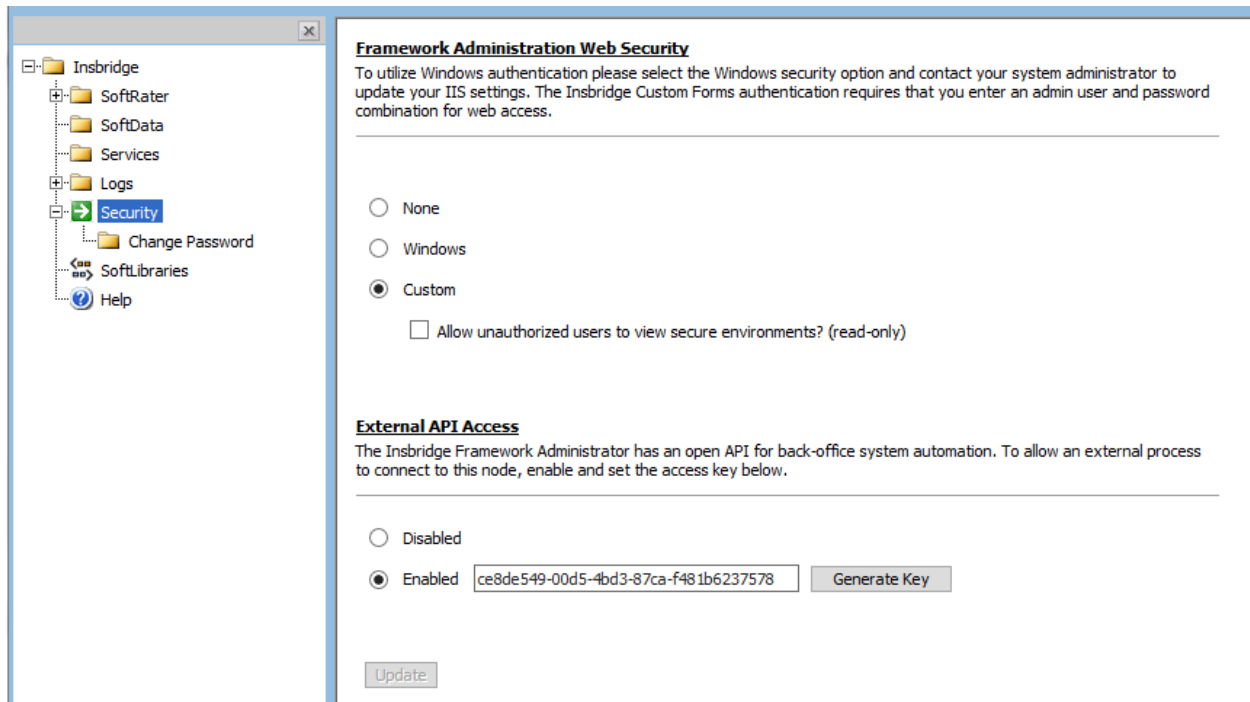 Insbridge
SoftRater
SoftData
Services
Logs
Security
Change Password
SoftLibraries
Help
Framework Administration Web Security
To utilize Windows authentication please select the Windows security option and contact your system administrator to
update your IIS settings. The Insbridge Custom Forms authentication requires that you enter an admin user and password
combination for web access.
None
Windows
Custom
Allow unauthorized users to view secure environments? (read-only)
External API Access
The Insbridge Framework Administrator has an open API for back-office system automation. To allow an external process
to connect to this node, enable and set the access key below.
Disabled
Enabled ce8de549-00d5-4bd3-87ca-f481b6237578 Generate Key
Update